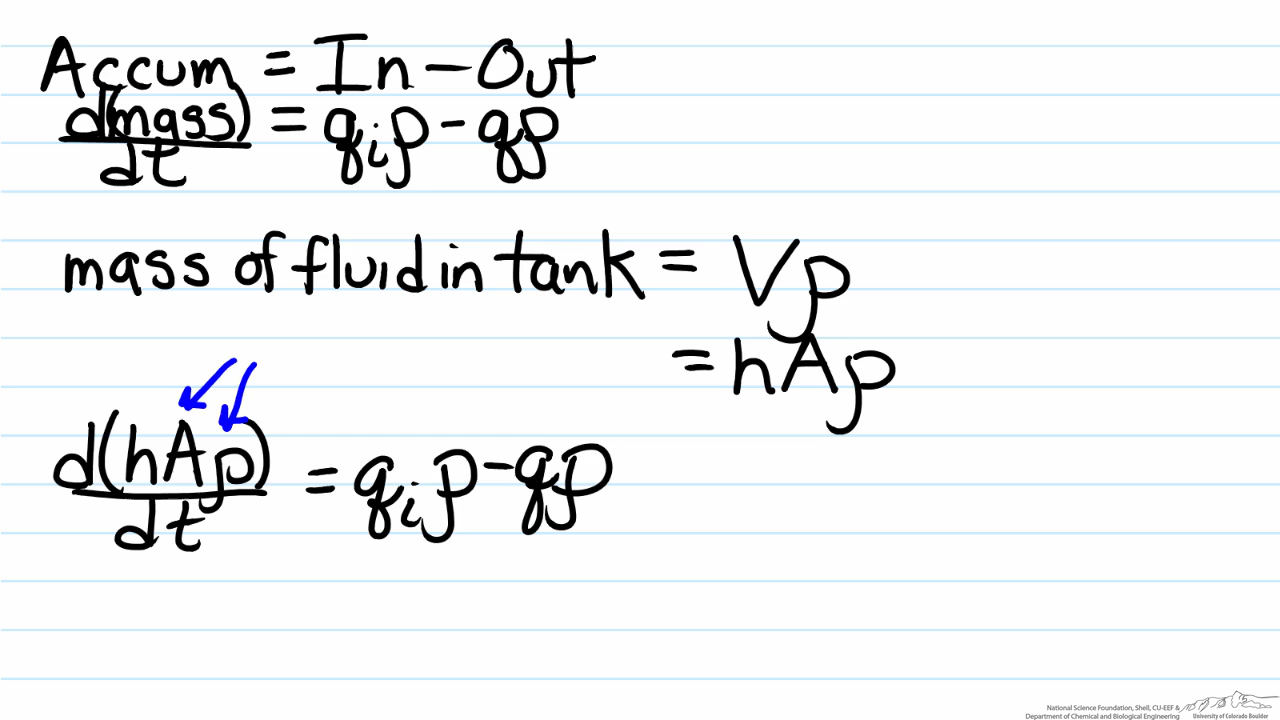 Accum = In - Out
d(mass)/dt = qᵢρ - qρ
mass of fluid in tank = Vρ
= hAρ
d(hAρ)/dt = qᵢρ - qρ
National Science Foundation, Shell, CU-EEF &
Department of Chemical and Biological Engineering
University of Colorado Boulder